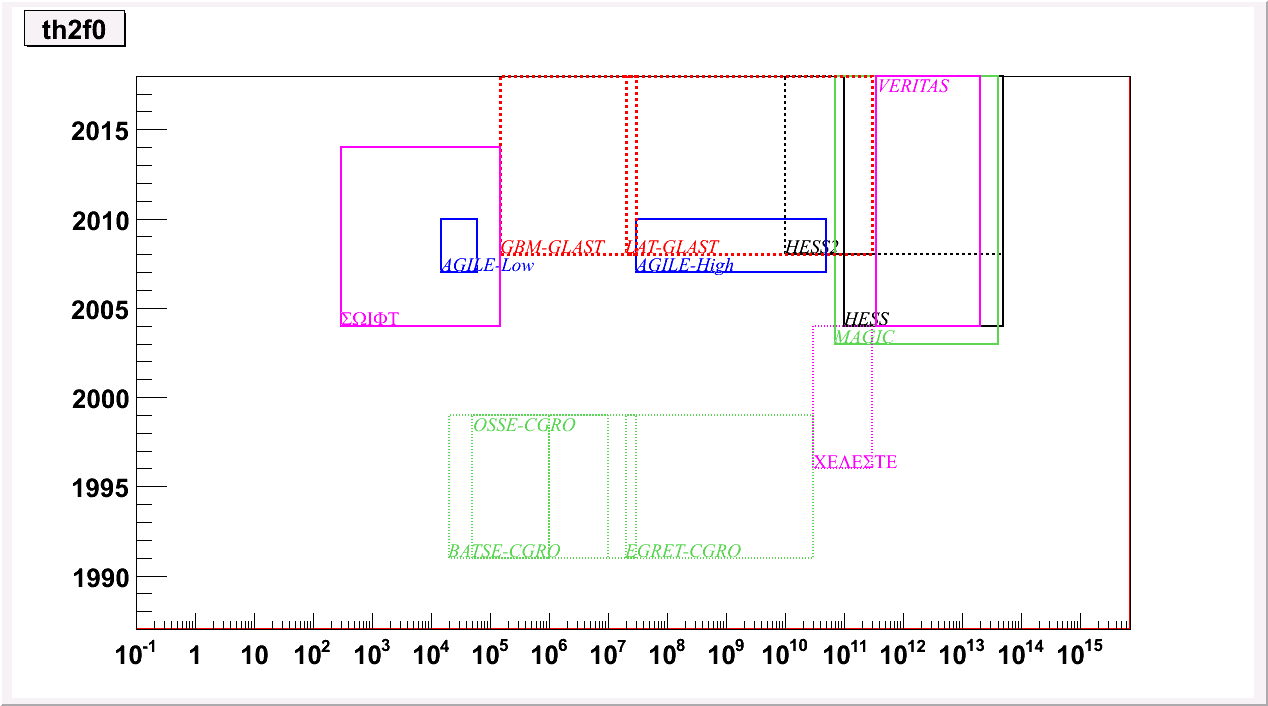 th2f0
VERITAS
2015
2010
GBM-GLAST
LAT-GLAST
HESS2
AGILE-Low
AGILE-High
2005
ΣΩΙΦΤ
HESS
MAGIC
2000
OSSE-CGRO
ΧΕΛΕΣΤΕ
1995
BATSE-CGRO
EGRET-CGRO
1990
10⁻¹ 1 10 10² 10³ 10⁴ 10⁵ 10⁶ 10⁷ 10⁸ 10⁹ 10¹⁰ 10¹¹ 10¹² 10¹³ 10¹⁴ 10¹⁵